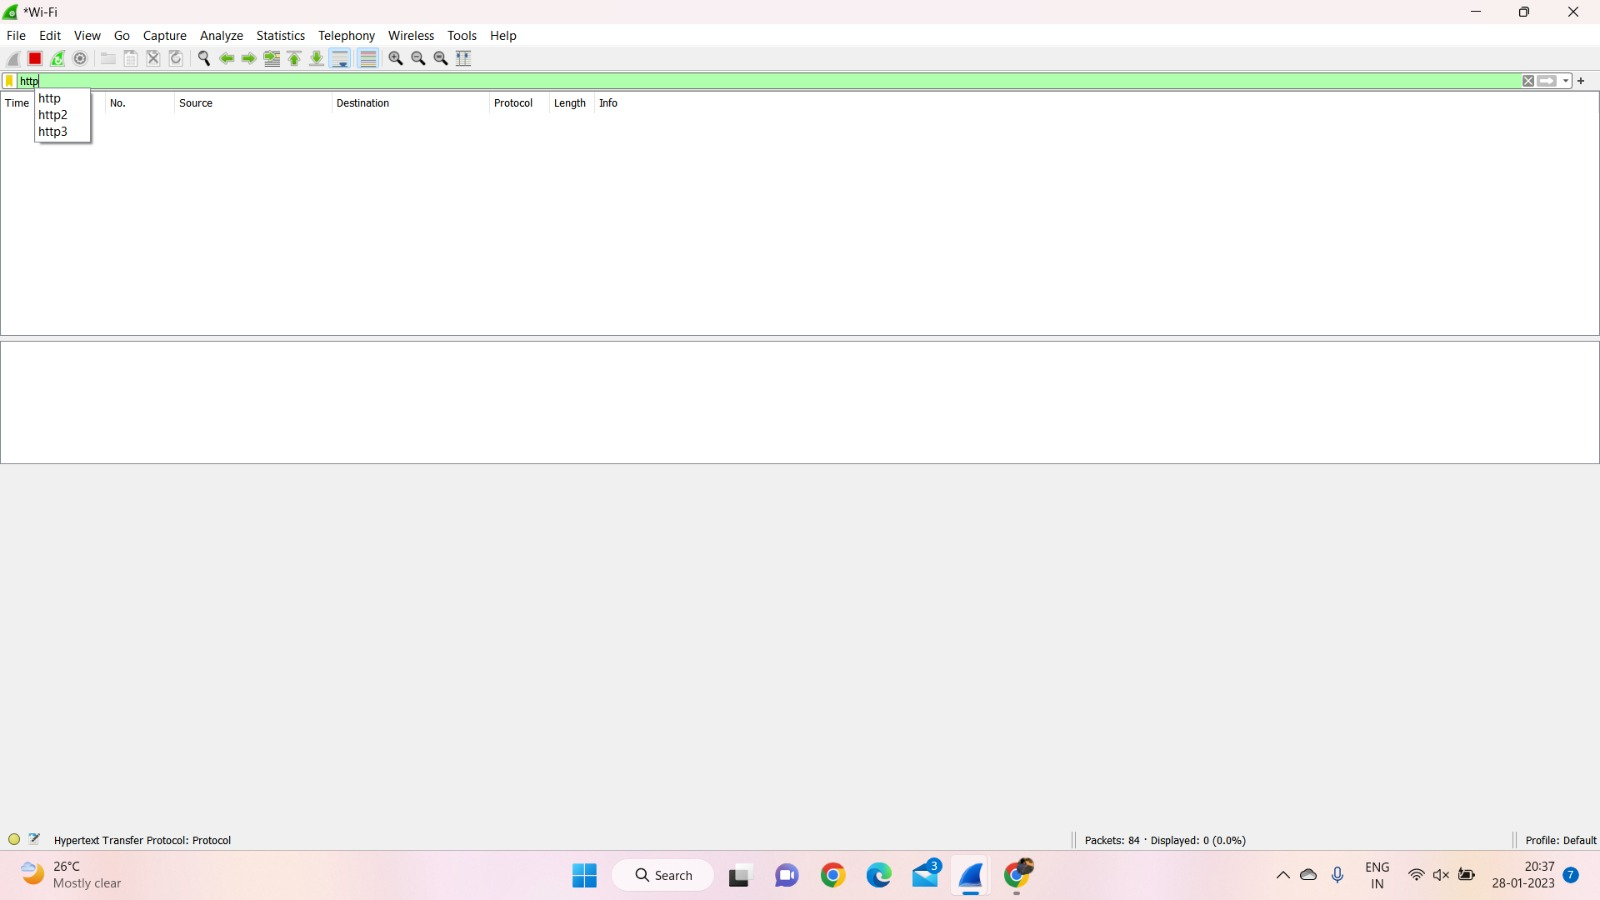 *Wi-Fi
File Edit View Go Capture Analyze Statistics Telephony Wireless Tools Help
http
Time No. Source Destination Protocol Length Info
http
http2
http3
Hypertext Transfer Protocol: Protocol Packets: 84 · Displayed: 0 (0.0%) Profile: Default
26°C
Mostly clear
Search
3
ENG
IN
20:37
28-01-2023
7